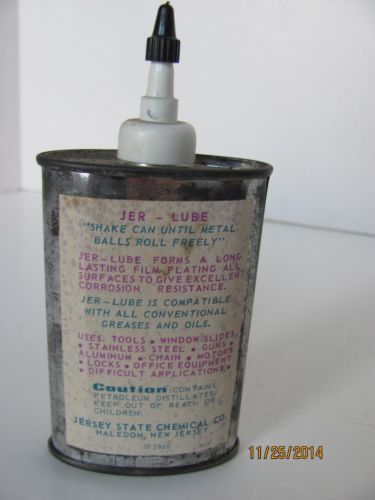 JER - LUBE
"SHAKE CAN UNTIL METAL
BALLS ROLL FREELY"
JER-LUBE FORMS A LONG
LASTING FILM PLATING ALL
SURFACES TO GIVE EXCELLENT
CORROSION RESISTANCE.
JER-LUBE IS COMPATIBLE
WITH ALL CONVENTIONAL
GREASES AND OILS.
USES: TOOLS • WINDOW SLIDES
• STAINLESS STEEL • GUNS •
ALUMINUM • CHAIN • MOTORS
• LOCKS • OFFICE EQUIPMENT
• DIFFICULT APPLICATIONS •
Caution CONTAINS
PETROLEUM DISTILLATES.
KEEP OUT OF REACH OF
CHILDREN.
JERSEY STATE CHEMICAL CO.
HALEDON, NEW JERSEY
© 1960
11/25/2014